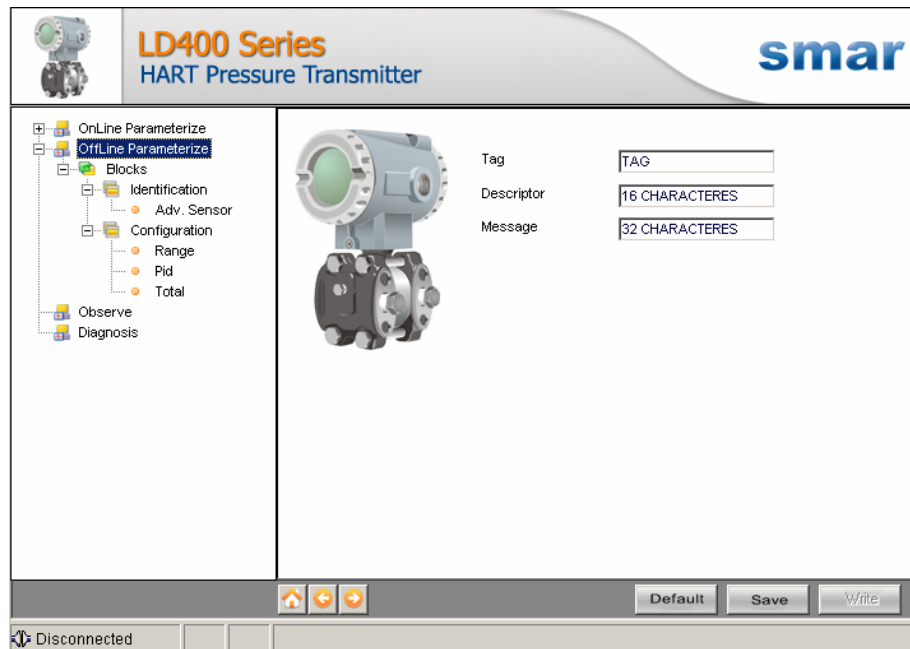 LD400 Series
HART Pressure Transmitter
smar
OnLine Parameterize
OffLine Parameterize
Blocks
Identification
Adv. Sensor
Configuration
Range
Pid
Total
Observe
Diagnosis
Tag TAG
Descriptor 16 CHARACTERES
Message 32 CHARACTERES
Default Save Write
Disconnected